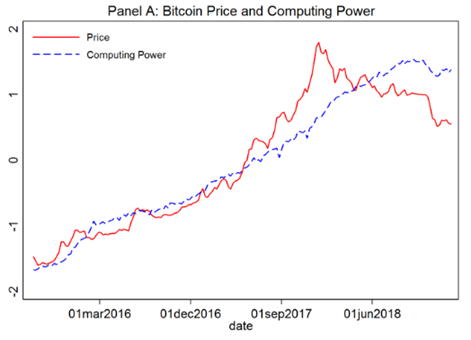 Panel A: Bitcoin Price and Computing Power
Price
Computing Power
2
1
0
-1
-2
01mar2016 01dec2016 01sep2017 01jun2018
date